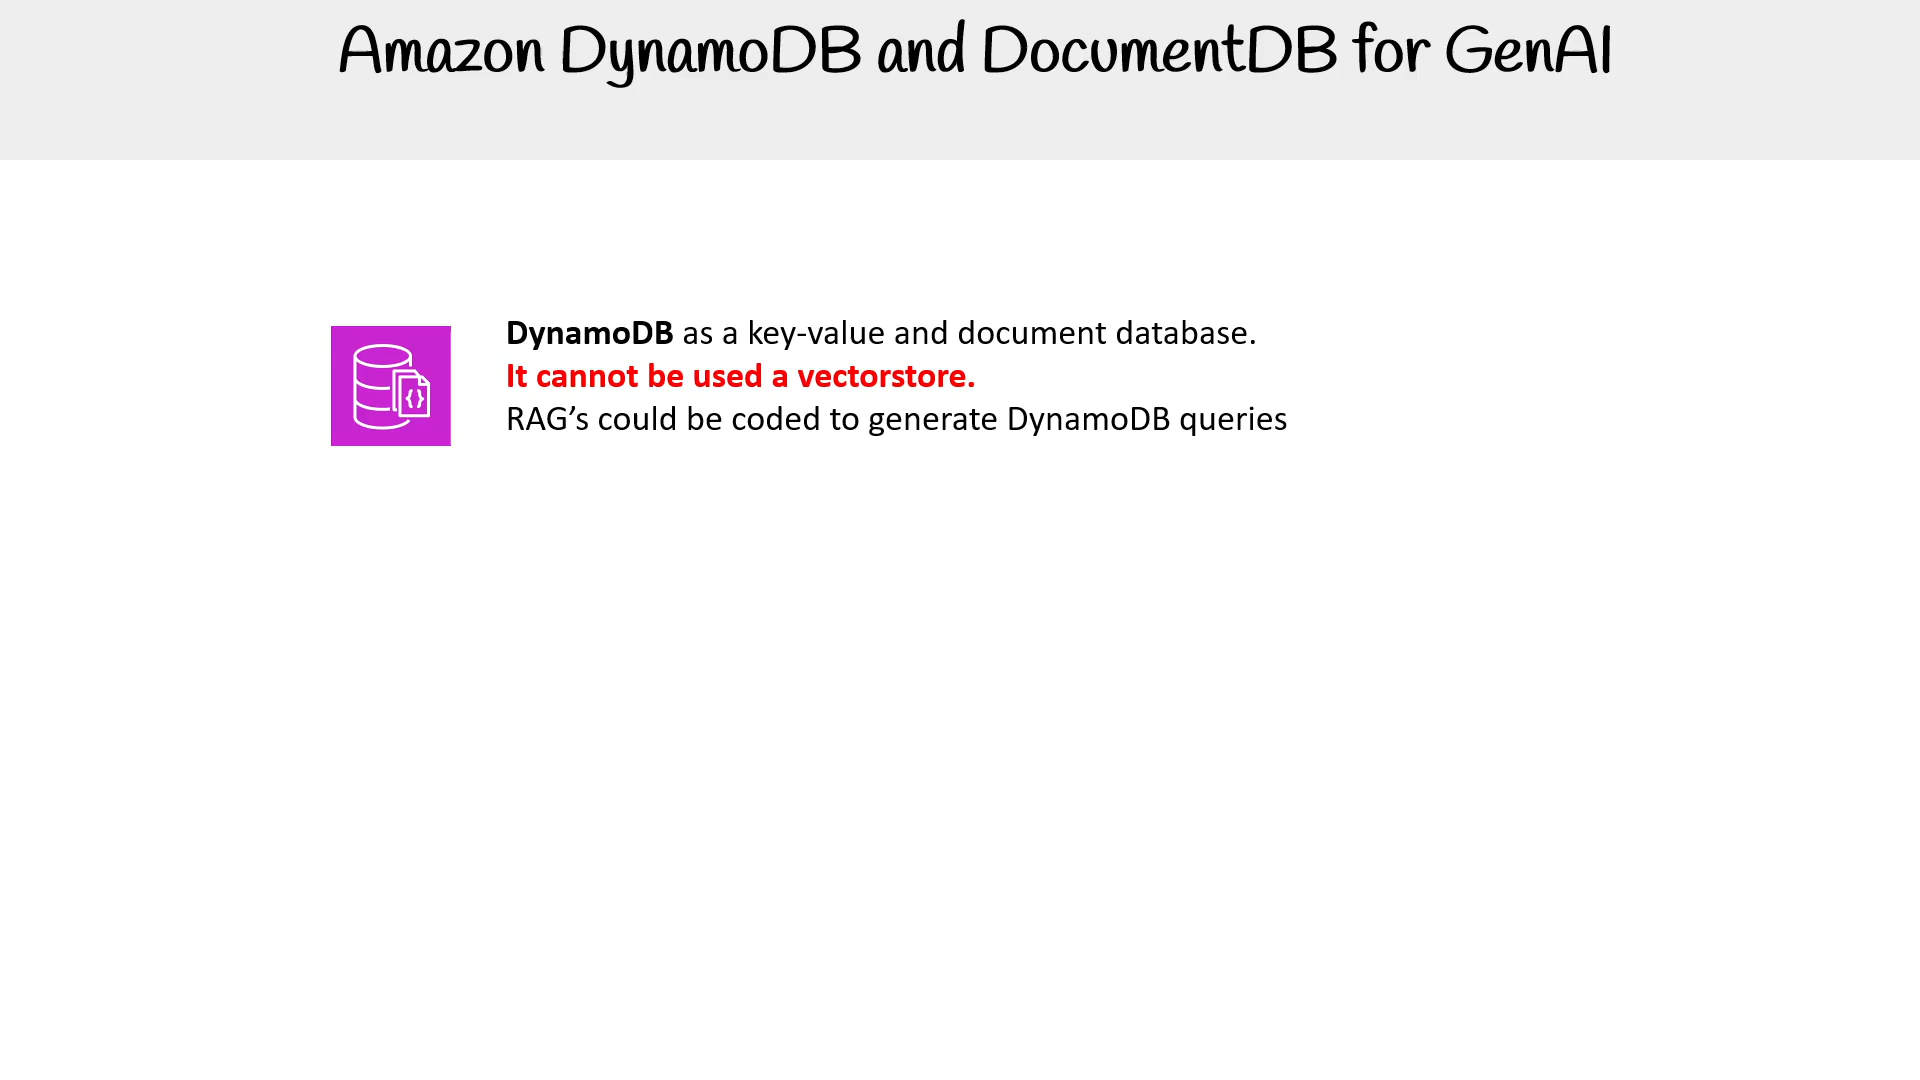 Amazon DynamoDB and DocumentDB for GenAI
DynamoDB as a key-value and document database.
It cannot be used a vectorstore.
RAG’s could be coded to generate DynamoDB queries
{}